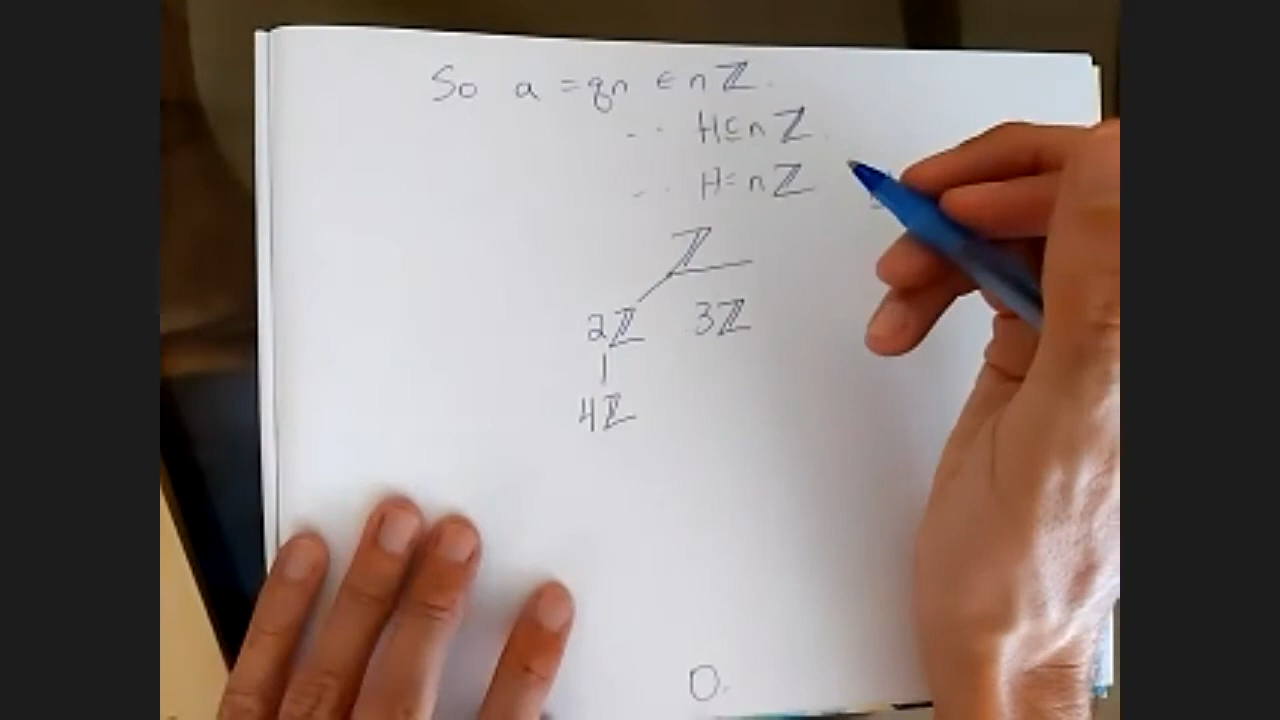 So a = qn ∈ nℤ.
∴ H ⊆ nℤ.
∴ H = nℤ
ℤ
2ℤ 3ℤ
4ℤ
0.